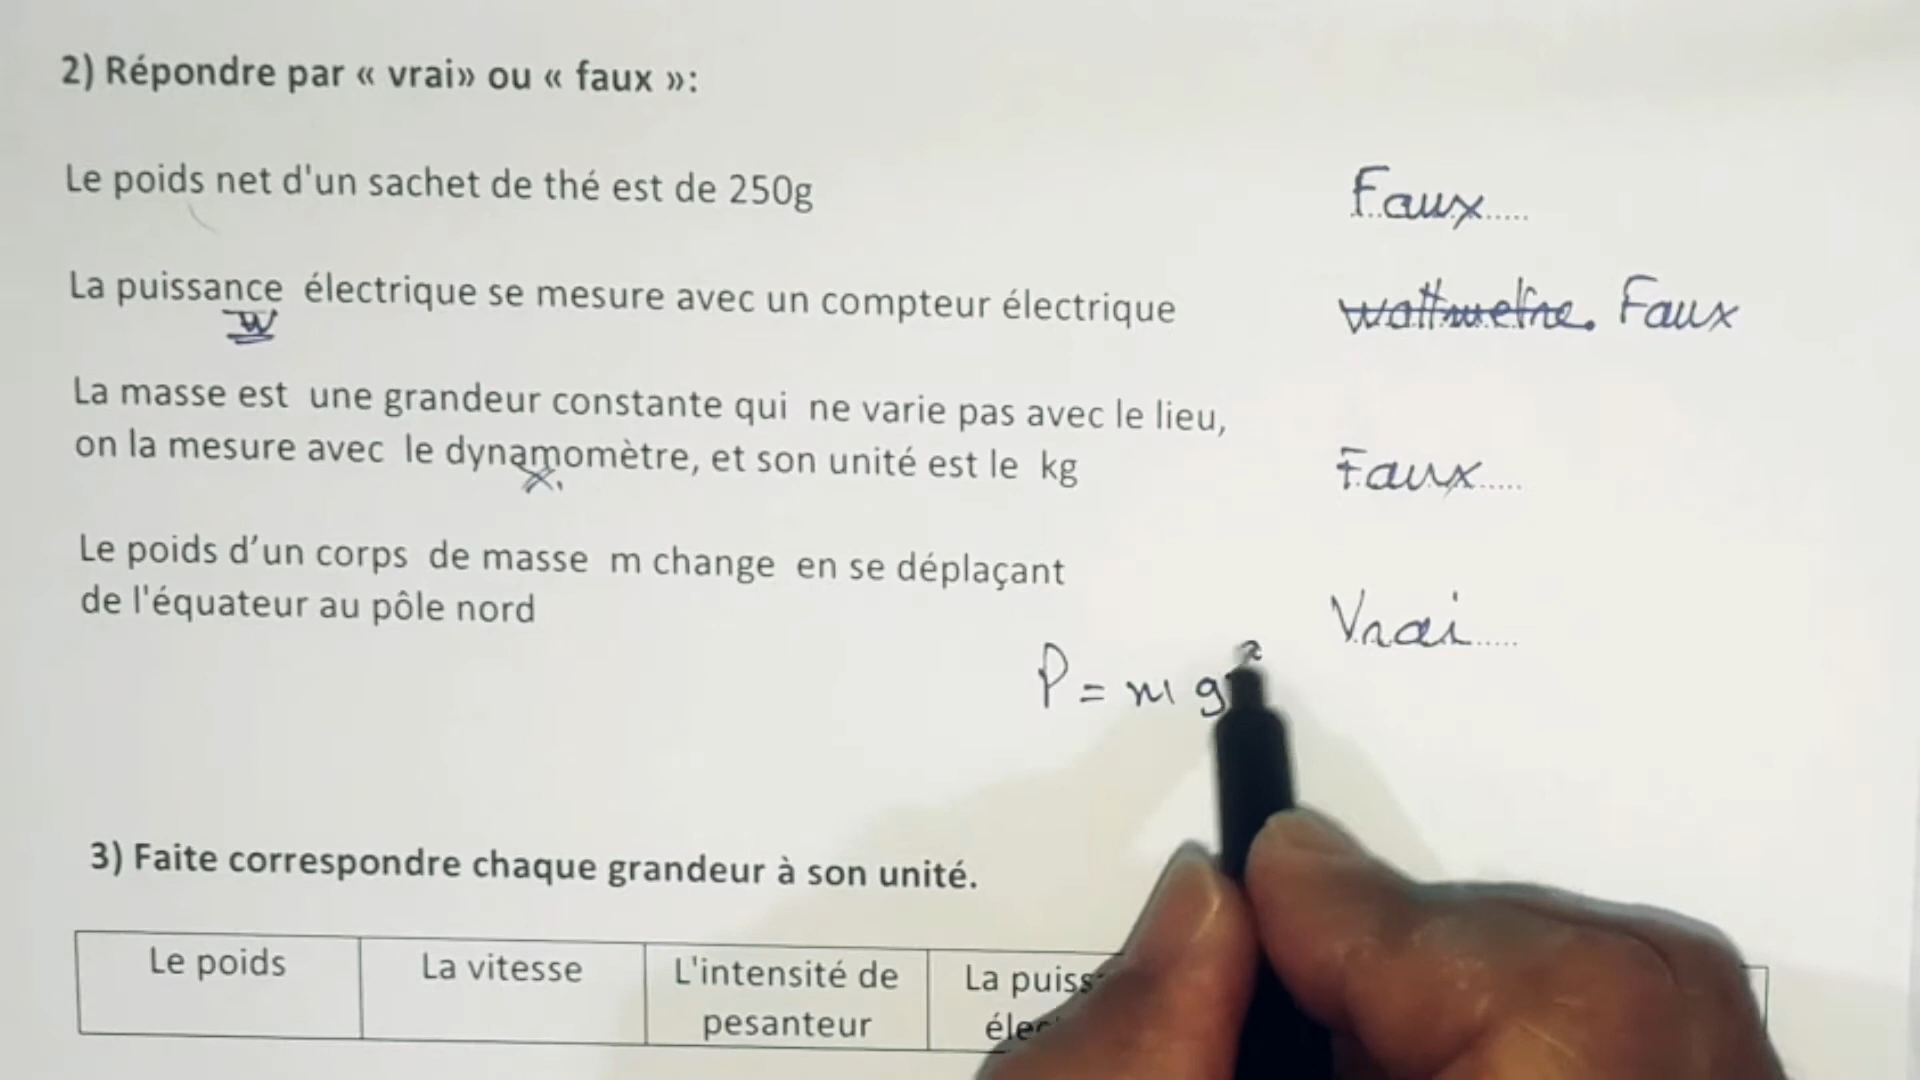 2) Répondre par « vrai» ou « faux »:
Le poids net d'un sachet de thé est de 250g Faux.....
La puissance électrique se mesure avec un compteur électrique wattmetre. Faux
W
La masse est une grandeur constante qui ne varie pas avec le lieu,
on la mesure avec le dynamomètre, et son unité est le kg Faux.....
Le poids d’un corps de masse m change en se déplaçant
de l'équateur au pôle nord Vrai.....
P = m g
3) Faite correspondre chaque grandeur à son unité.
Le poids La vitesse L'intensité de La puiss
pesanteur élec